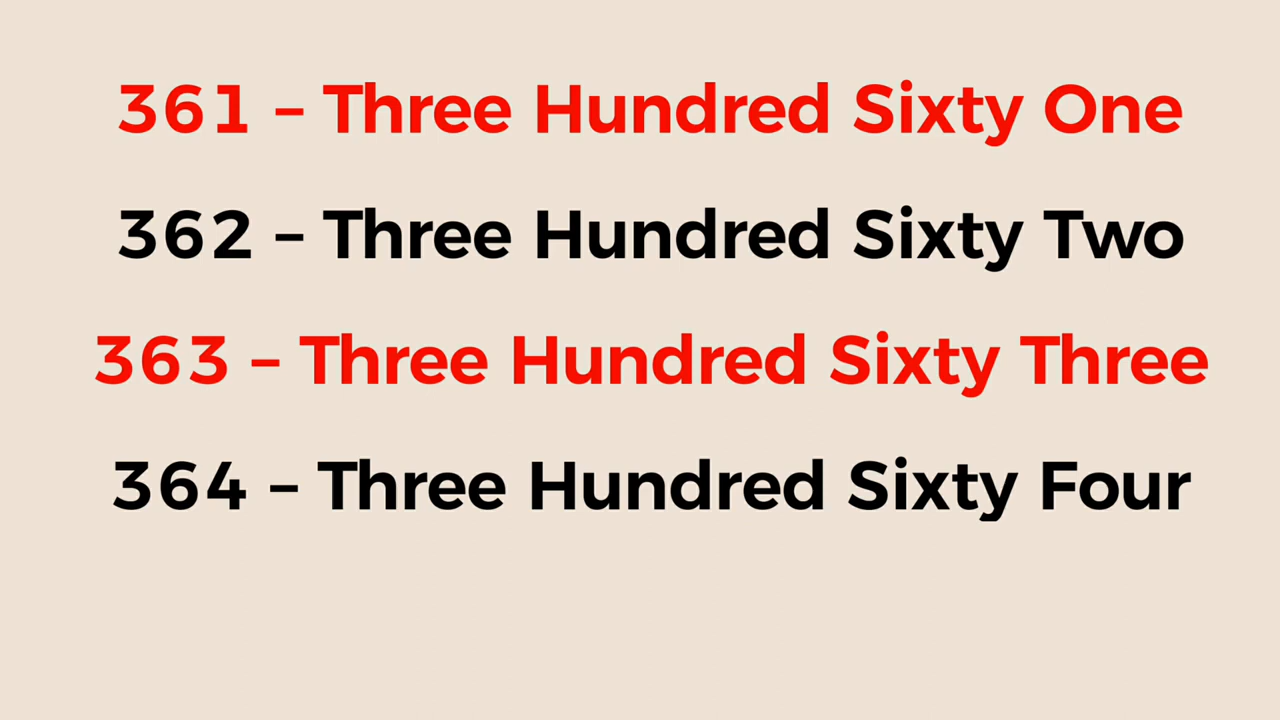 361 – Three Hundred Sixty One
362 – Three Hundred Sixty Two
363 – Three Hundred Sixty Three
364 – Three Hundred Sixty Four